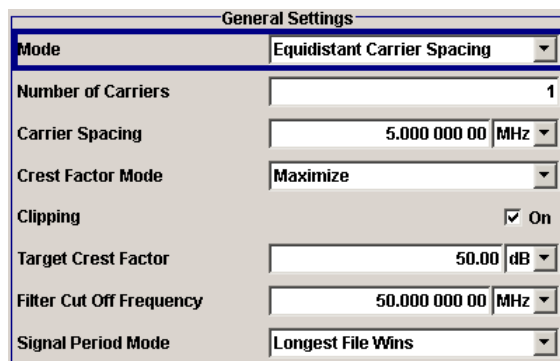 General Settings
Mode Equidistant Carrier Spacing
Number of Carriers 1
Carrier Spacing 5.000 000 00 MHz
Crest Factor Mode Maximize
Clipping On
Target Crest Factor 50.00 dB
Filter Cut Off Frequency 50.000 000 00 MHz
Signal Period Mode Longest File Wins